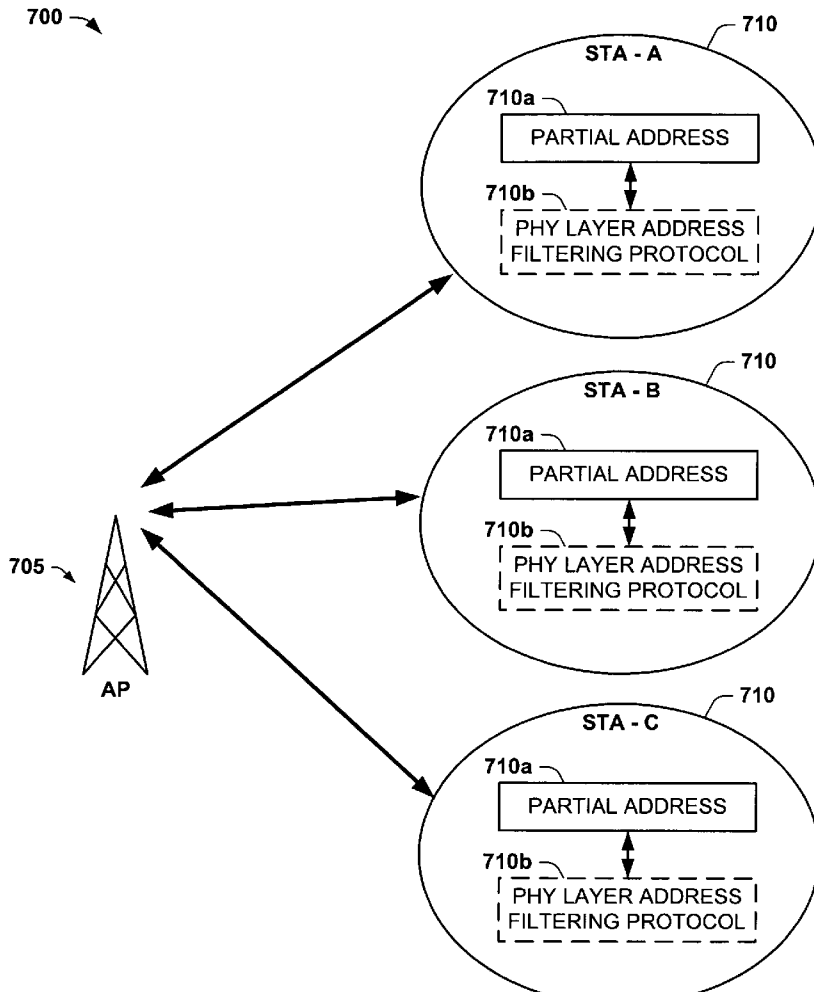 700
710
STA - A
710a
PARTIAL ADDRESS
710b
PHY LAYER ADDRESS
FILTERING PROTOCOL
710
STA - B
710a
PARTIAL ADDRESS
710b
PHY LAYER ADDRESS
FILTERING PROTOCOL
705
AP
710
STA - C
710a
PARTIAL ADDRESS
710b
PHY LAYER ADDRESS
FILTERING PROTOCOL